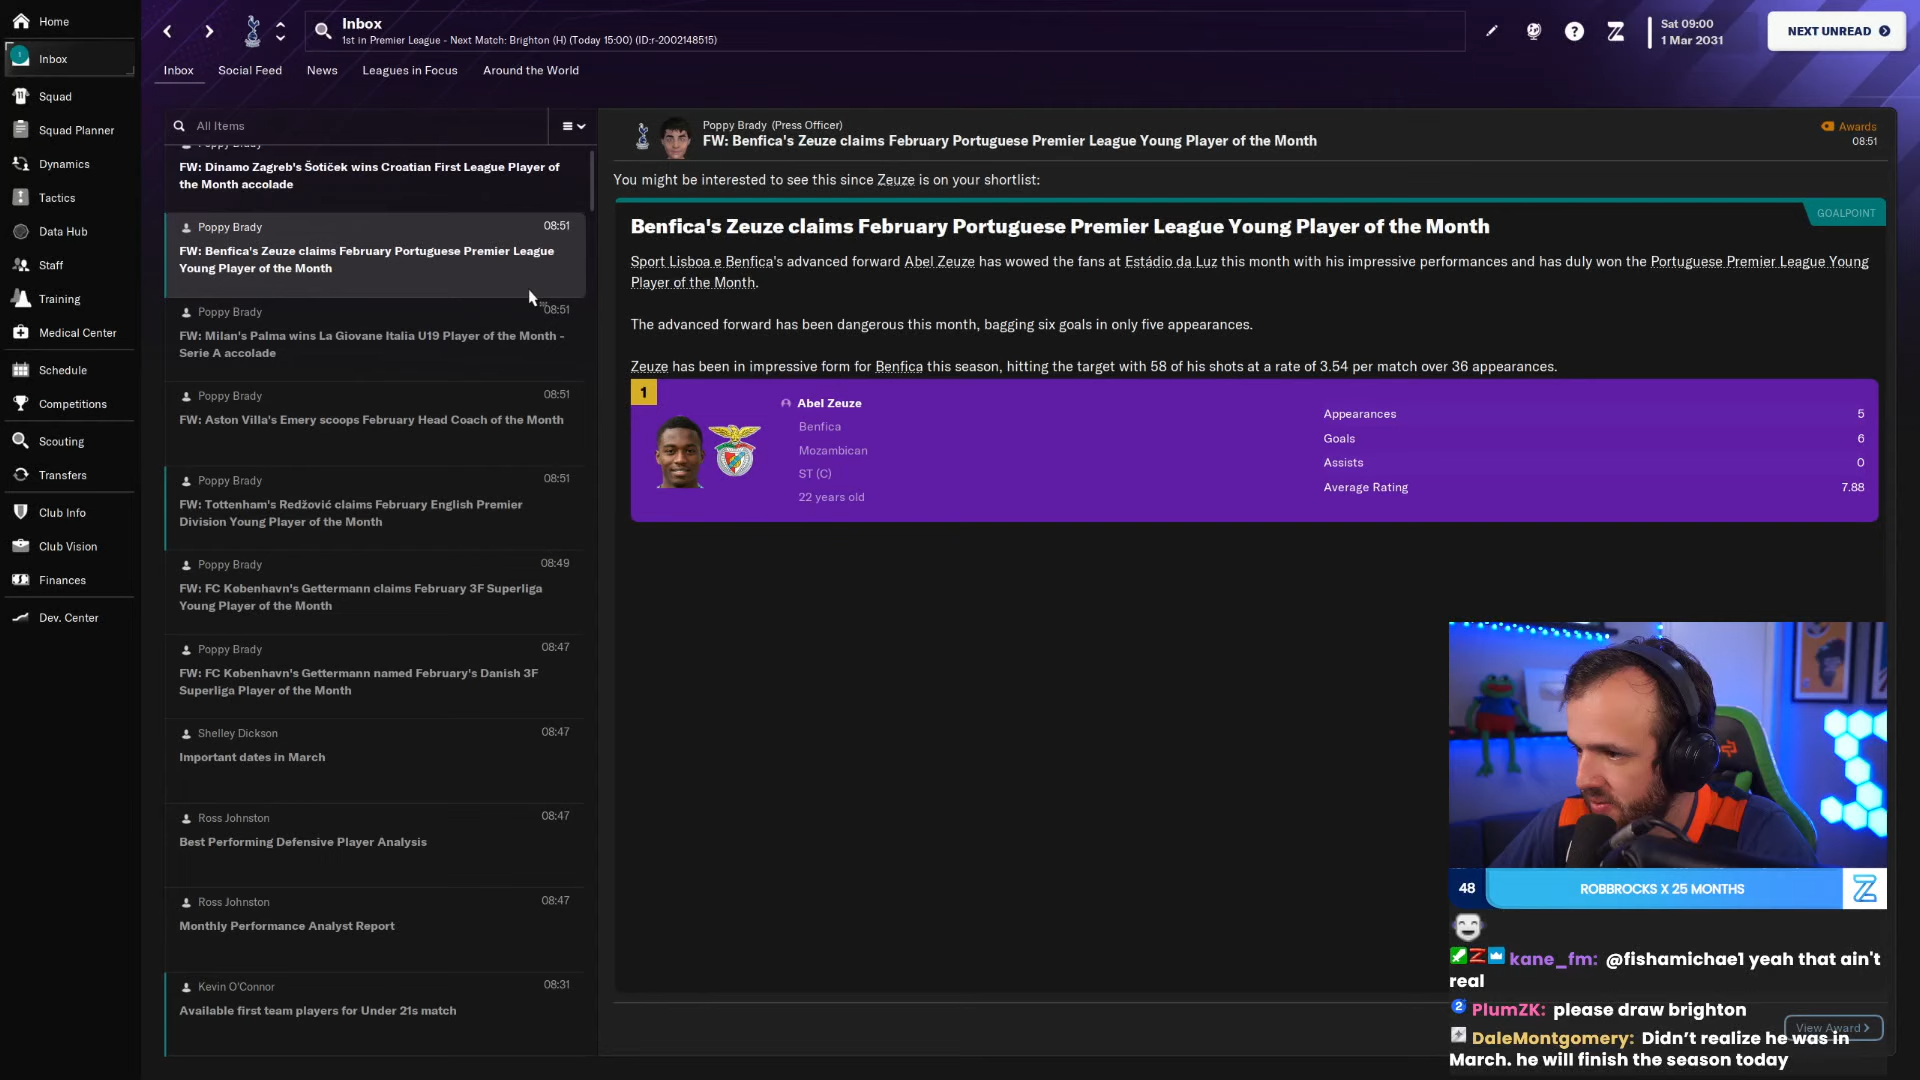 Home
Inbox
1st in Premier League - Next Match: Brighton (H) (Today 15:00) (ID:r-2002148515)
Sat 09:00
1 Mar 2031
NEXT UNREAD
1
Inbox
Squad
Squad Planner
Dynamics
Tactics
Data Hub
Staff
Training
Medical Center
Schedule
Competitions
Scouting
Transfers
Club Info
Club Vision
Finances
Dev. Center
Inbox
Social Feed
News
Leagues in Focus
Around the World
All Items
Poppy Brady
FW: Dinamo Zagreb's Šotíček wins Croatian First League Player of
the Month accolade
Poppy Brady
08:51
FW: Benfica's Zeuze claims February Portuguese Premier League
Young Player of the Month
Poppy Brady
08:51
FW: Milan's Palma wins La Giovane Italia U19 Player of the Month -
Serie A accolade
Poppy Brady
08:51
FW: Aston Villa's Emery scoops February Head Coach of the Month
Poppy Brady
08:51
FW: Tottenham's Redžović claims February English Premier
Division Young Player of the Month
Poppy Brady
08:49
FW: FC København's Gettermann claims February 3F Superliga
Young Player of the Month
Poppy Brady
08:47
FW: FC København's Gettermann named February's Danish 3F
Superliga Player of the Month
Shelley Dickson
08:47
Important dates in March
Ross Johnston
08:47
Best Performing Defensive Player Analysis
Ross Johnston
08:47
Monthly Performance Analyst Report
Kevin O'Connor
08:31
Available first team players for Under 21s match
Poppy Brady (Press Officer)
FW: Benfica's Zeuze claims February Portuguese Premier League Young Player of the Month
Awards
08:51
You might be interested to see this since Zeuze is on your shortlist:
GOALPOINT
Benfica's Zeuze claims February Portuguese Premier League Young Player of the Month
Sport Lisboa e Benfica's advanced forward Abel Zeuze has wowed the fans at Estádio da Luz this month with his impressive performances and has duly won the Portuguese Premier League Young
Player of the Month.
The advanced forward has been dangerous this month, bagging six goals in only five appearances.
Zeuze has been in impressive form for Benfica this season, hitting the target with 58 of his shots at a rate of 3.54 per match over 36 appearances.
1
Abel Zeuze
Benfica
Mozambican
ST (C)
22 years old
Appearances
5
Goals
6
Assists
0
Average Rating
7.88
48
ROBBROCKS X 25 MONTHS
kane_fm: @fishamichae1 yeah that ain't
real
2 PlumZK: please draw brighton
View Award
DaleMontgomery: Didn't realize he was in
March. he will finish the season today